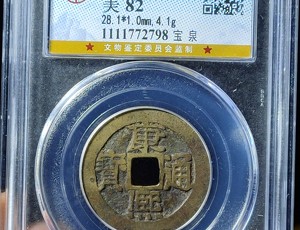 美 82
28.1*1.0mm,4.1g
1111772798 宝泉
★文物鉴定委员会监制★
康熙通寶